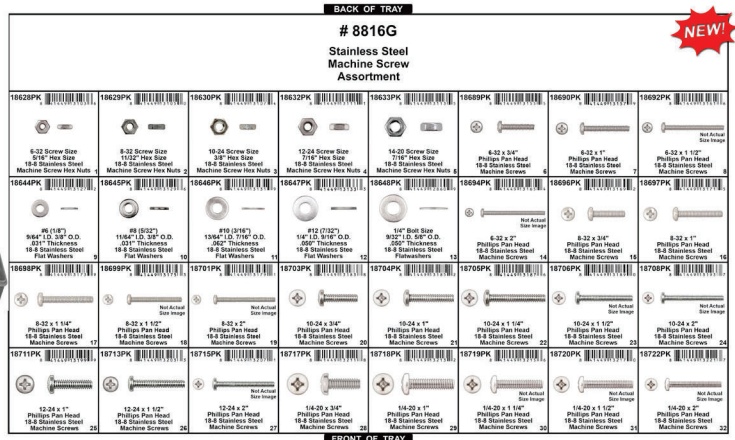 BACK OF TRAY
# 8816G
NEW!
Stainless Steel
Machine Screw
Assortment
18628PK
6-32 Screw Size
5/16" Hex Size
18-8 Stainless Steel
Machine Screw Hex Nuts 1
18629PK
8-32 Screw Size
11/32" Hex Size
18-8 Stainless Steel
Machine Screw Hex Nuts 2
18630PK
10-24 Screw Size
3/8" Hex Size
18-8 Stainless Steel
Machine Screw Hex Nuts 3
18632PK
12-24 Screw Size
7/16" Hex Size
18-8 Stainless Steel
Machine Screw Hex Nuts 4
18633PK
14-20 Screw Size
7/16" Hex Size
18-8 Stainless Steel
Machine Screw Hex Nuts 5
18689PK
6-32 x 3/4"
Phillips Pan Head
18-8 Stainless Steel
Machine Screws 6
18690PK
6-32 x 1"
Phillips Pan Head
18-8 Stainless Steel
Machine Screws 7
18692PK
Not Actual
Size Image
6-32 x 1 1/2"
Phillips Pan Head
18-8 Stainless Steel
Machine Screws 8
18644PK
#6 (1/8")
9/64" I.D. 3/8" O.D.
.031" Thickness
18-8 Stainless Steel
Flat Washers 9
18645PK
#8 (5/32")
11/64" I.D. 3/8" O.D.
.031" Thickness
18-8 Stainless Steel
Flat Washers 10
18646PK
#10 (3/16")
13/64 I.D. 7/16" O.D.
.062" Thickness
18-8 Stainless Steel
Flat Washers 11
18647PK
#12 (7/32")
1/4" I.D. 9/16" O.D.
.050" Thickness
18-8 Stainless Stee
Flat Washers 12
18648PK
1/4" Bolt Size
9/32" I.D. 5/8" O.D.
.050" Thickness
18-8 Stainless Steel
Flatwashers 13
18694PK
Not Actual
Size Image
6-32 x 2"
Phillips Pan Head
18-8 Stainless Steel
Machine Screws 14
18696PK
8-32 x 3/4"
Phillips Pan Head
18-8 Stainless Steel
Machine Screws 15
18697PK
8-32 x 1"
Phillips Pan Head
18-8 Stainless Steel
Machine Screws 16
18698PK
8-32 x 1 1/4"
Phillips Pan Head
18-8 Stainless Steel
Machine Screws 17
18699PK
Not Actual
Size Image
8-32 x 1 1/2"
Phillips Pan Head
18-8 Stainless Steel
Machine Screws 18
18701PK
Not Actual
Size Image
8-32 x 2"
Phillips Pan Head
18-8 Stainless Steel
Machine Screws 19
18703PK
10-24 x 3/4"
Phillips Pan Head
18-8 Stainless Steel
Machine Screws 20
18704PK
10-24 x 1"
Phillips Pan Head
18-8 Stainless Steel
Machine Screws 21
18705PK
10-24 x 1 1/4"
Phillips Pan Head
18-8 Stainless Steel
Machine Screws 22
18706PK
Not Actual
Size Image
10-24 x 1 1/2"
Phillips Pan Head
18-8 Stainless Steel
Machine Screws 23
18708PK
Not Actual
Size Image
10-24 x 2"
Phillips Pan Head
18-8 Stainless Steel
Machine Screws 24
18711PK
12-24 x 1"
Phillips Pan Head
18-8 Stainless Steel
Machine Screws 25
18713PK
12-24 x 1 1/2"
Phillips Pan Head
18-8 Stainless Steel
Machine Screws 26
18715PK
Not Actual
Size Image
12-24 x 2"
Phillips Pan Head
18-8 Stainless Steel
Machine Screws 27
18717PK
1/4-20 x 3/4"
Phillips Pan Head
18-8 Stainless Steel
Machine Screws 28
18718PK
1/4-20 x 1"
Phillips Pan Head
18-8 Stainless Steel
Machine Screws 29
18719PK
Not Actual
Size Image
1/4-20 x 1 1/4"
Phillips Pan Head
18-8 Stainless Steel
Machine Screws 30
18720PK
Not Actual
Size Image
1/4-20 x 1 1/2"
Phillips Pan Head
18-8 Stainless Steel
Machine Screws 31
18722PK
Not Actual
Size Image
1/4-20 x 2"
Phillips Pan Head
18-8 Stainless Steel
Machine Screws 32
FRONT OF TRAY